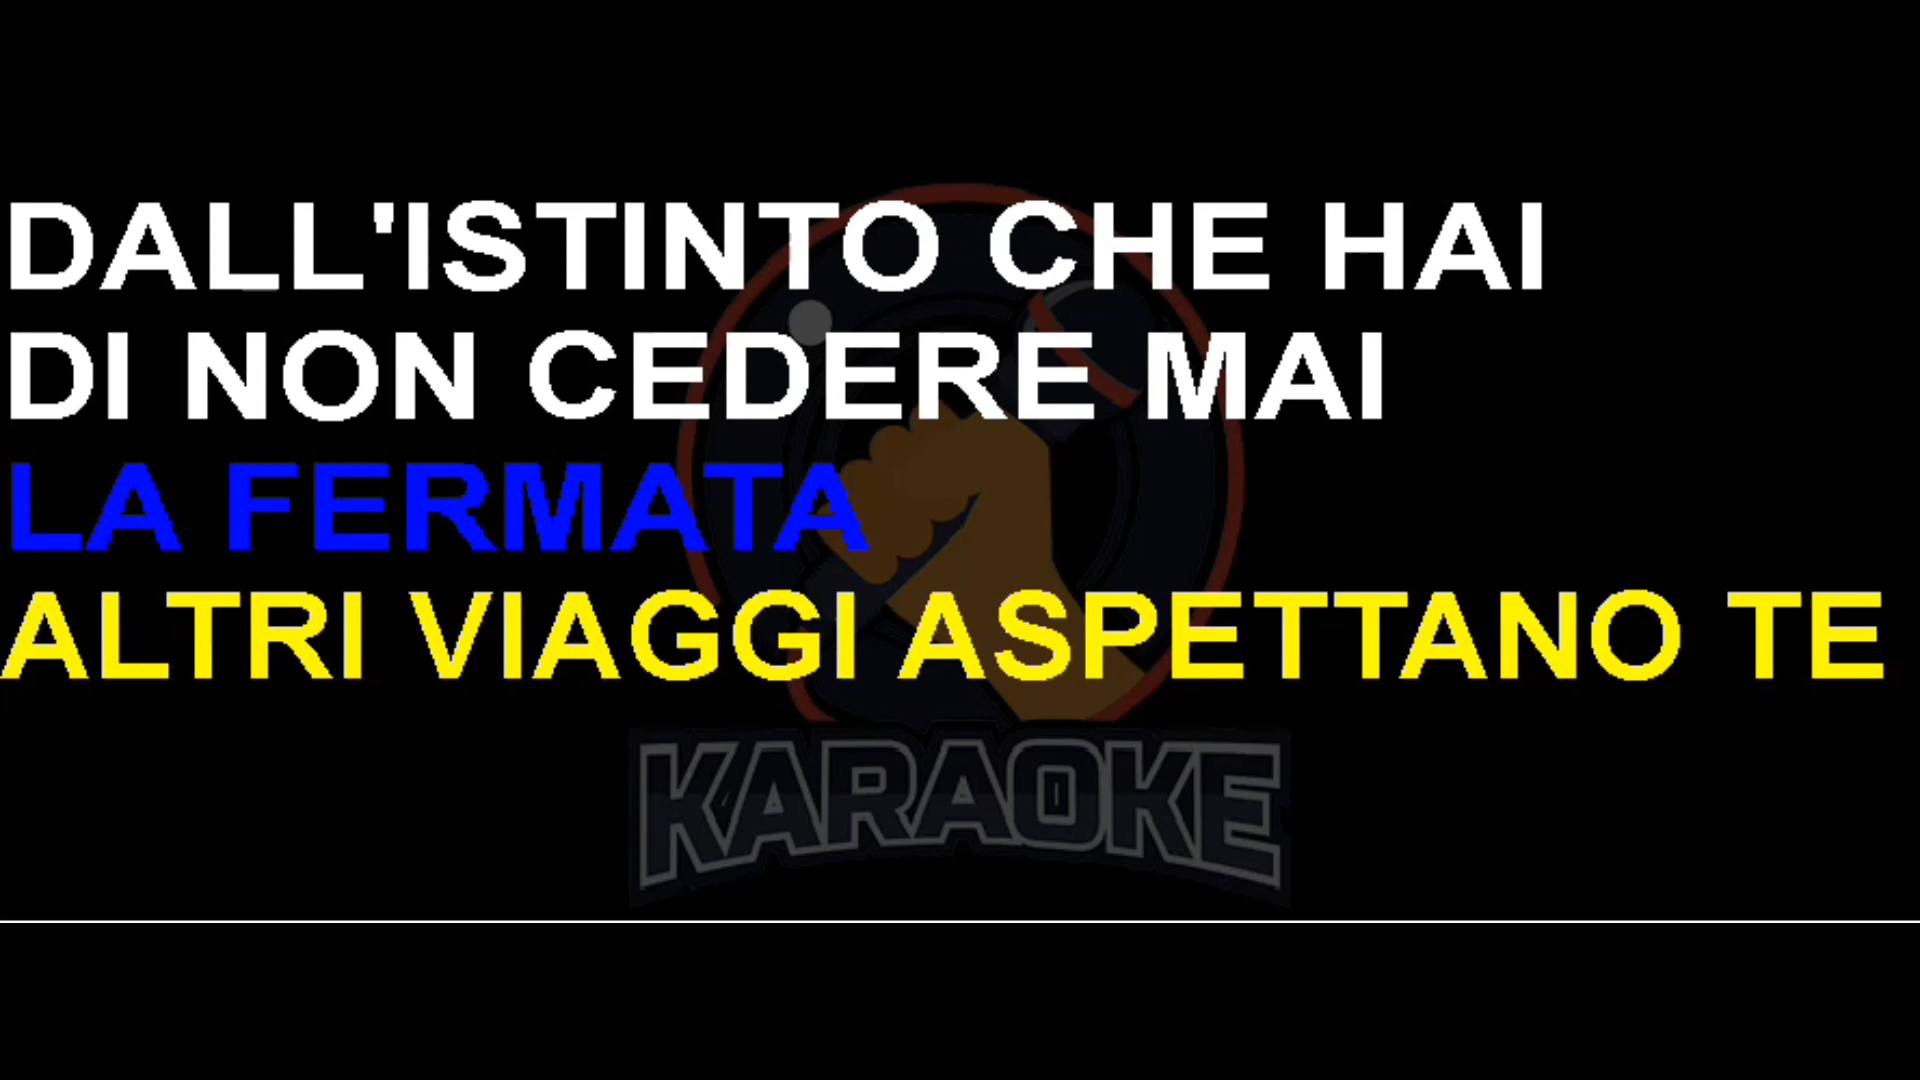 DALL'ISTINTO CHE HAI
DI NON CEDERE MAI
LA FERMATA
ALTRI VIAGGI ASPETTANO TE
KARAOKE